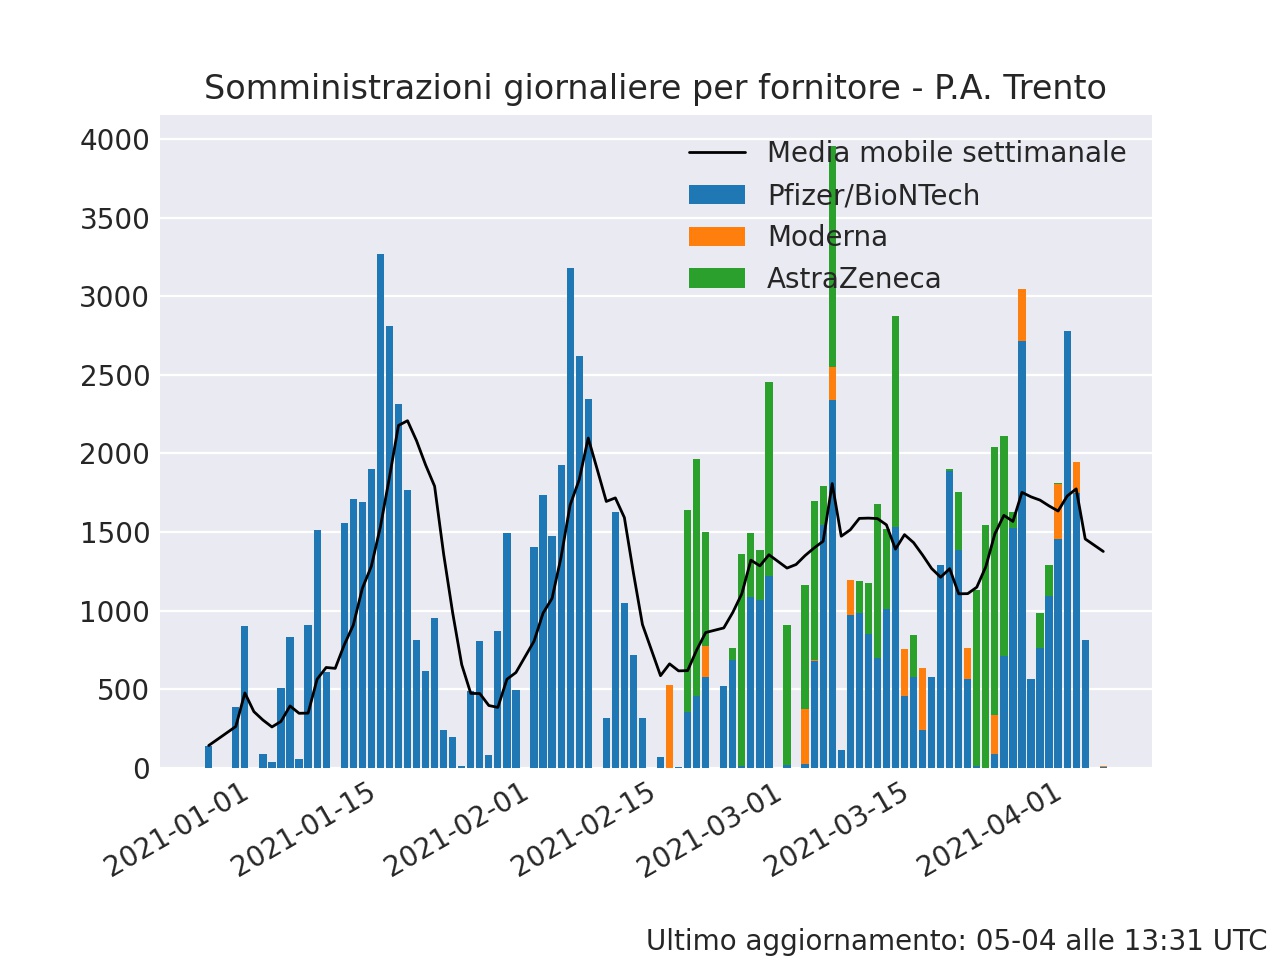 Somministrazioni giornaliere per fornitore - P.A. Trento
4000
3500
3000
2500
2000
1500
1000
500
0
Media mobile settimanale
Pfizer/BioNTech
Moderna
AstraZeneca
2021-01-01
2021-01-15
2021-02-01
2021-02-15
2021-03-01
2021-03-15
2021-04-01
Ultimo aggiornamento: 05-04 alle 13:31 UTC